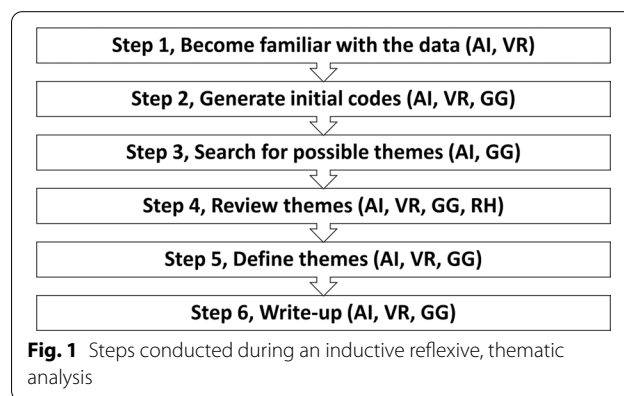 Step 1, Become familiar with the data (AI, VR)
Step 2, Generate initial codes (AI, VR, GG)
Step 3, Search for possible themes (AI, GG)
Step 4, Review themes (AI, VR, GG, RH)
Step 5, Define themes (AI, VR, GG)
Step 6, Write-up (AI, VR, GG)
Fig. 1 Steps conducted during an inductive reflexive, thematic
analysis